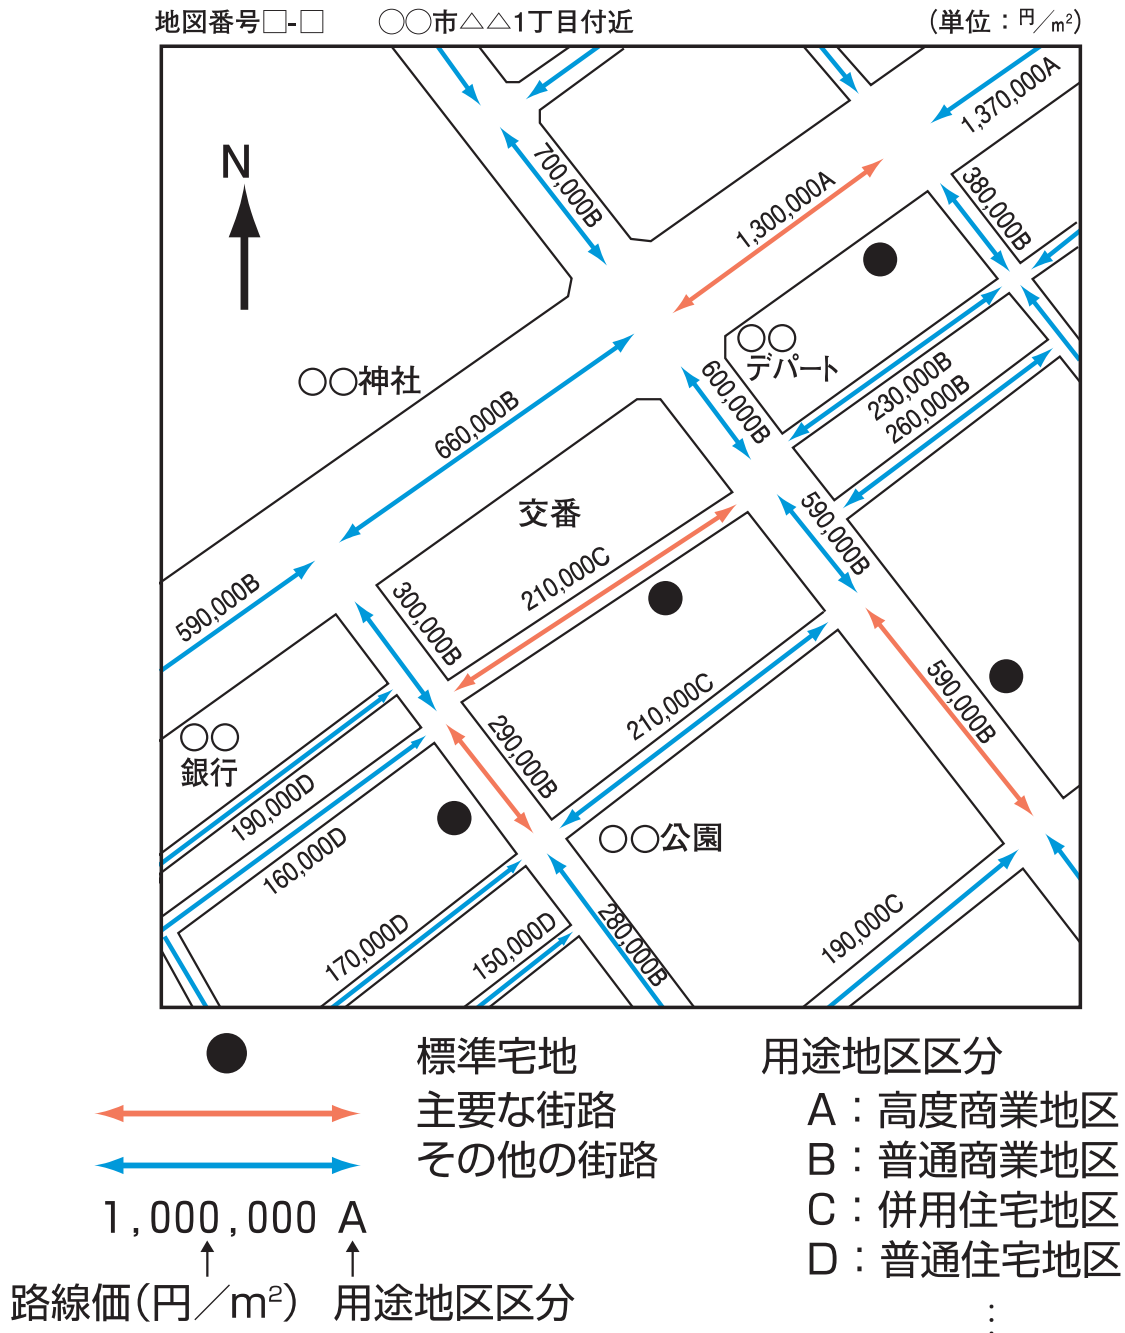 地図番号□-□ ○○市△△1丁目付近 (単位：円／㎡)
1,370,000A
N
700,000B
1,300,000A
380,000B
○○
デパート
○○神社
600,000B
230,000B
260,000B
660,000B
交番
590,000B
210,000C
590,000B
300,000B
590,000B
210,000C
290,000B
○○
銀行
190,000D
○○公園
160,000D
190,000C
170,000D
150,000D
280,000B
標準宅地
主要な街路
その他の街路
1,000,000 A
路線価(円／m²) 用途地区区分
用途地区区分
A：高度商業地区
B：普通商業地区
C：併用住宅地区
D：普通住宅地区
⋮